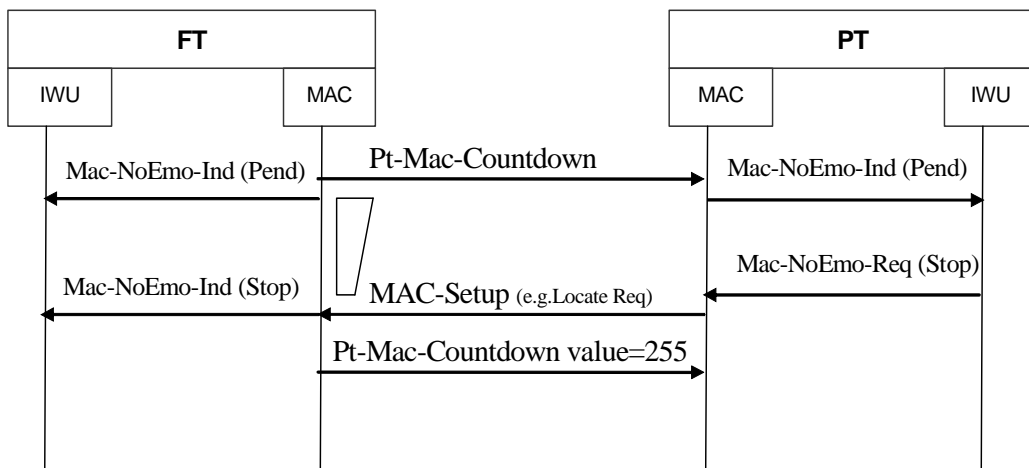 FT
PT
IWU
MAC
MAC
IWU
Pt-Mac-Countdown
Mac-NoEmo-Ind (Pend)
Mac-NoEmo-Ind (Pend)
Mac-NoEmo-Req (Stop)
Mac-NoEmo-Ind (Stop)
MAC-Setup (e.g.Locate Req)
Pt-Mac-Countdown value=255